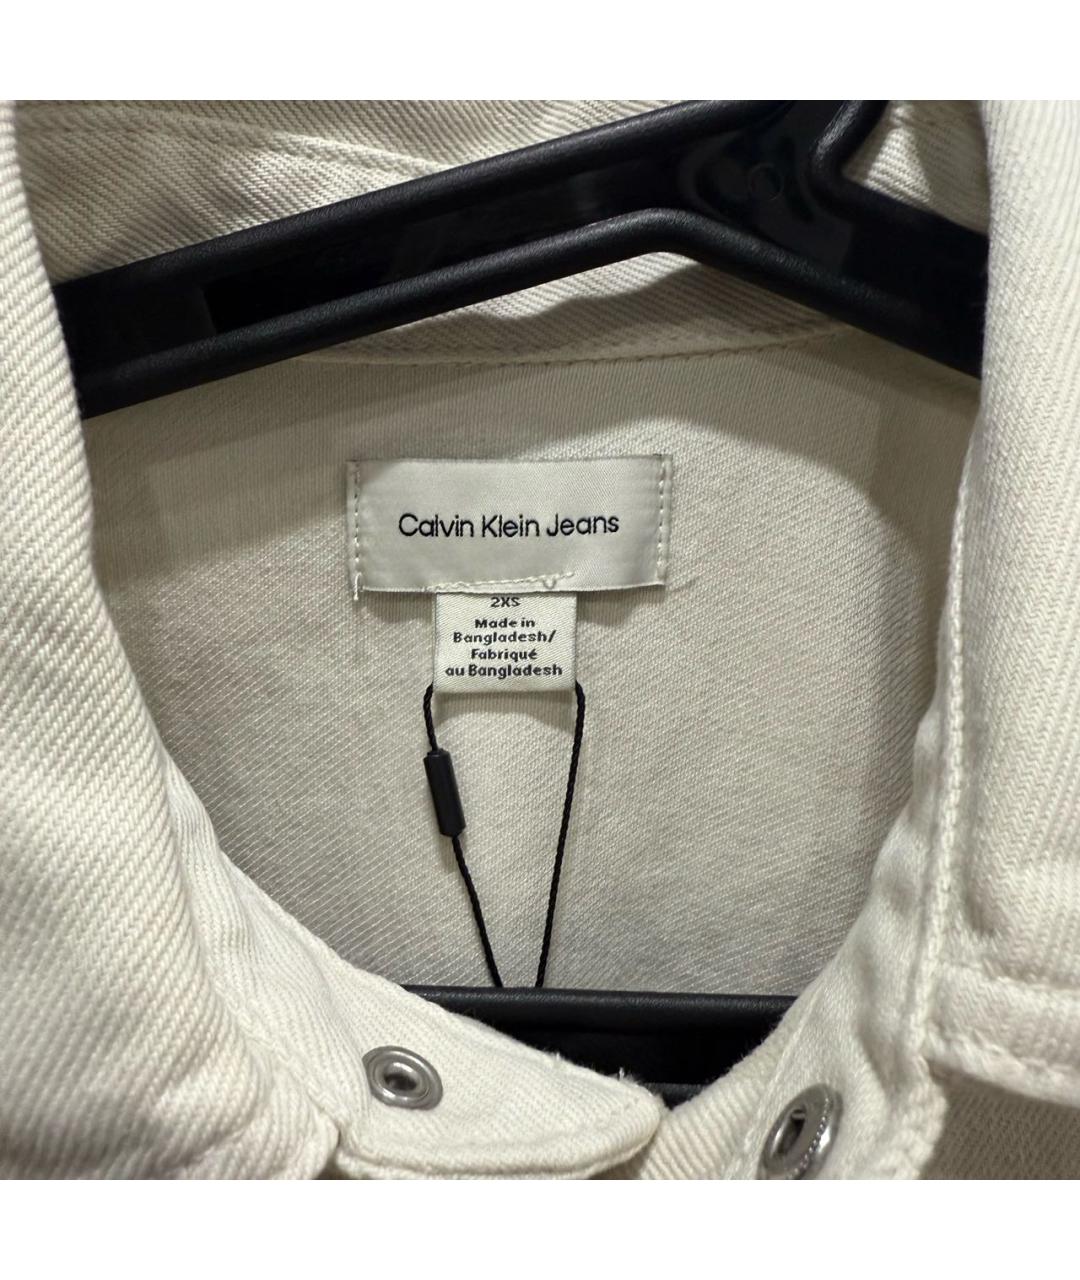 Calvin Klein Jeans
2XS
Made in
Bangladesh/
Fabriqué
au Bangladesh